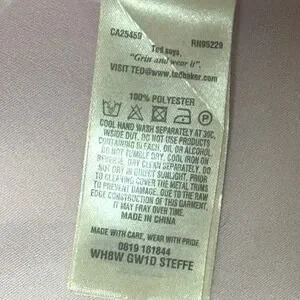 CA25459 RN95229
Ted says,
"Grin and wear it".
VISIT TED@www.tedbaker.com
100% POLYESTER
COOL HAND WASH SEPARATELY AT 30C,
INSIDE OUT. DO NOT USE PRODUCTS
CONTAINING BLEACH, OIL, OR ALCOHOL.
DO NOT TUMBLE DRY. COOL IRON ON
REVERSE. DRY CLEAN SEPARATELY. DO
NOT DRY IN DIRECT SUNLIGHT. PRIOR
TO CLEANING COVER THE METAL TRIMS
TO PREVENT DAMAGE. DUE TO THE RAW
EDGE CONSTRUCTION OF THIS GARMENT,
IT MAY FRAY OVER TIME.
MADE IN CHINA
MADE WITH CARE, WEAR WITH PRIDE
0819 181844
WH8W GW1D STEFFE